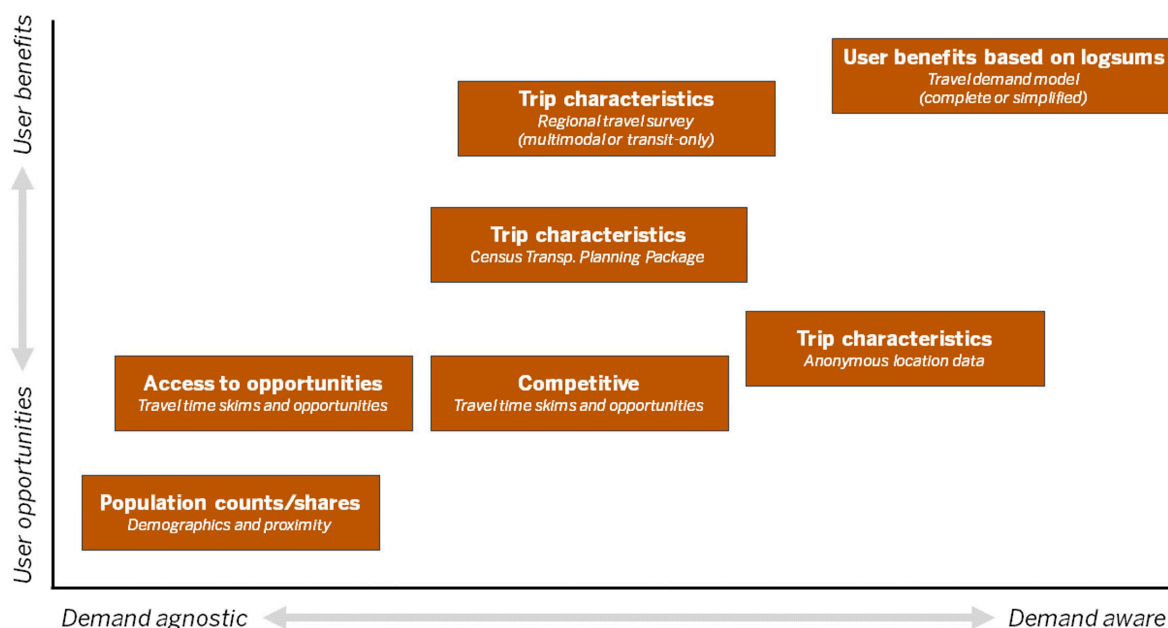 User benefits
User opportunities
User benefits based on logsums
Travel demand model
(complete or simplified)
Trip characteristics
Regional travel survey
(multimodal or transit-only)
Trip characteristics
Census Transp. Planning Package
Trip characteristics
Anonymous location data
Access to opportunities
Travel time skims and opportunities
Competitive
Travel time skims and opportunities
Population counts/shares
Demographics and proximity
Demand agnostic
Demand aware